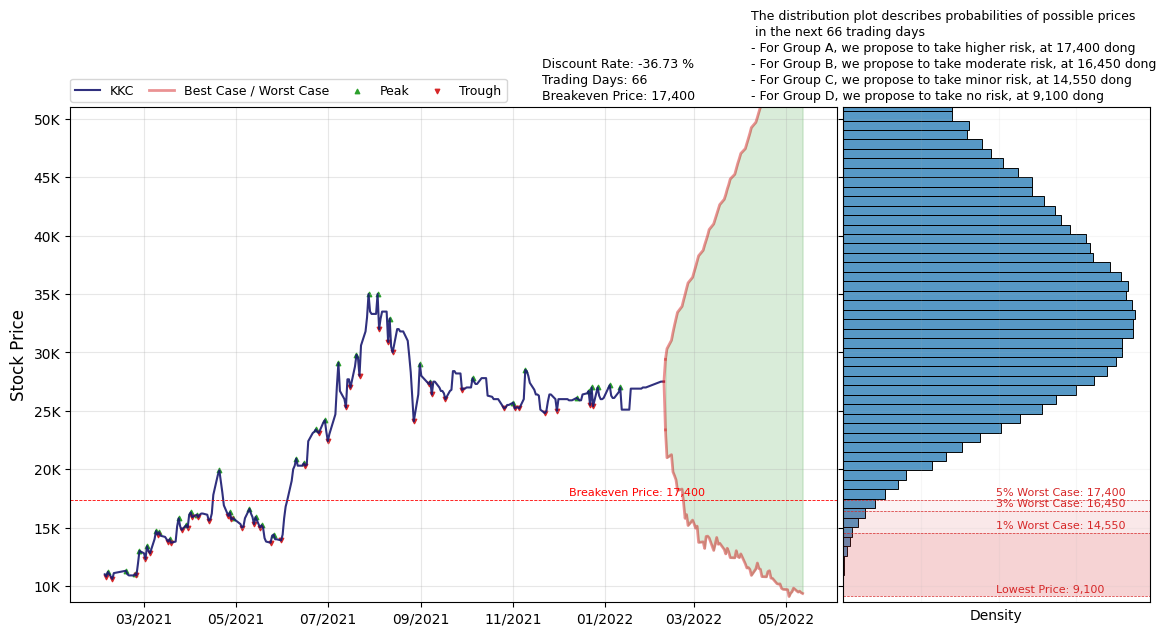 The distribution plot describes probabilities of possible prices
in the next 66 trading days
- For Group A, we propose to take higher risk, at 17,400 dong
- For Group B, we propose to take moderate risk, at 16,450 dong
- For Group C, we propose to take minor risk, at 14,550 dong
- For Group D, we propose to take no risk, at 9,100 dong
Discount Rate: -36.73 %
Trading Days: 66
Breakeven Price: 17,400
KKC
Best Case / Worst Case
Peak
Trough
Stock Price
50K
45K
40K
35K
30K
25K
20K
15K
10K
Breakeven Price: 17,400
5% Worst Case: 17,400
3% Worst Case: 16,450
1% Worst Case: 14,550
Lowest Price: 9,100
03/2021
05/2021
07/2021
09/2021
11/2021
01/2022
03/2022
05/2022
Density